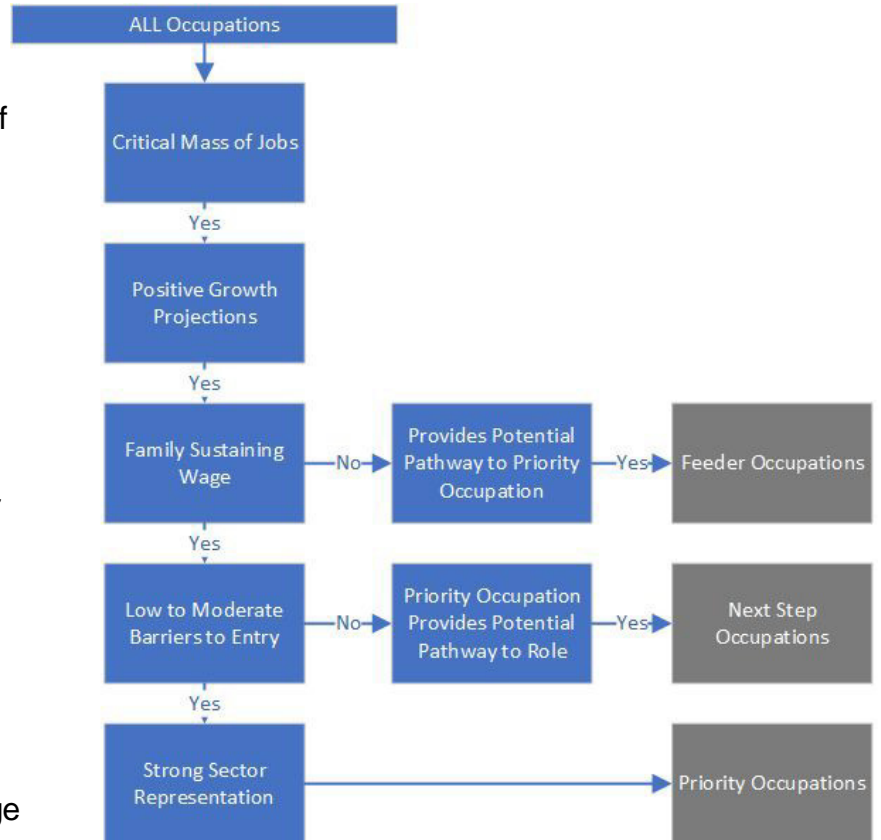 ALL Occupations
f
Critical Mass of Jobs
Yes
Positive Growth
Projections
Yes
Family Sustaining
Wage
No
Provides Potential
Pathway to Priority
Occupation
Yes
Feeder Occupations
Yes
Low to Moderate
Barriers to Entry
No
Priority Occupation
Provides Potential
Pathway to Role
Yes
Next Step
Occupations
Yes
Strong Sector
Representation
Priority Occupations
ge